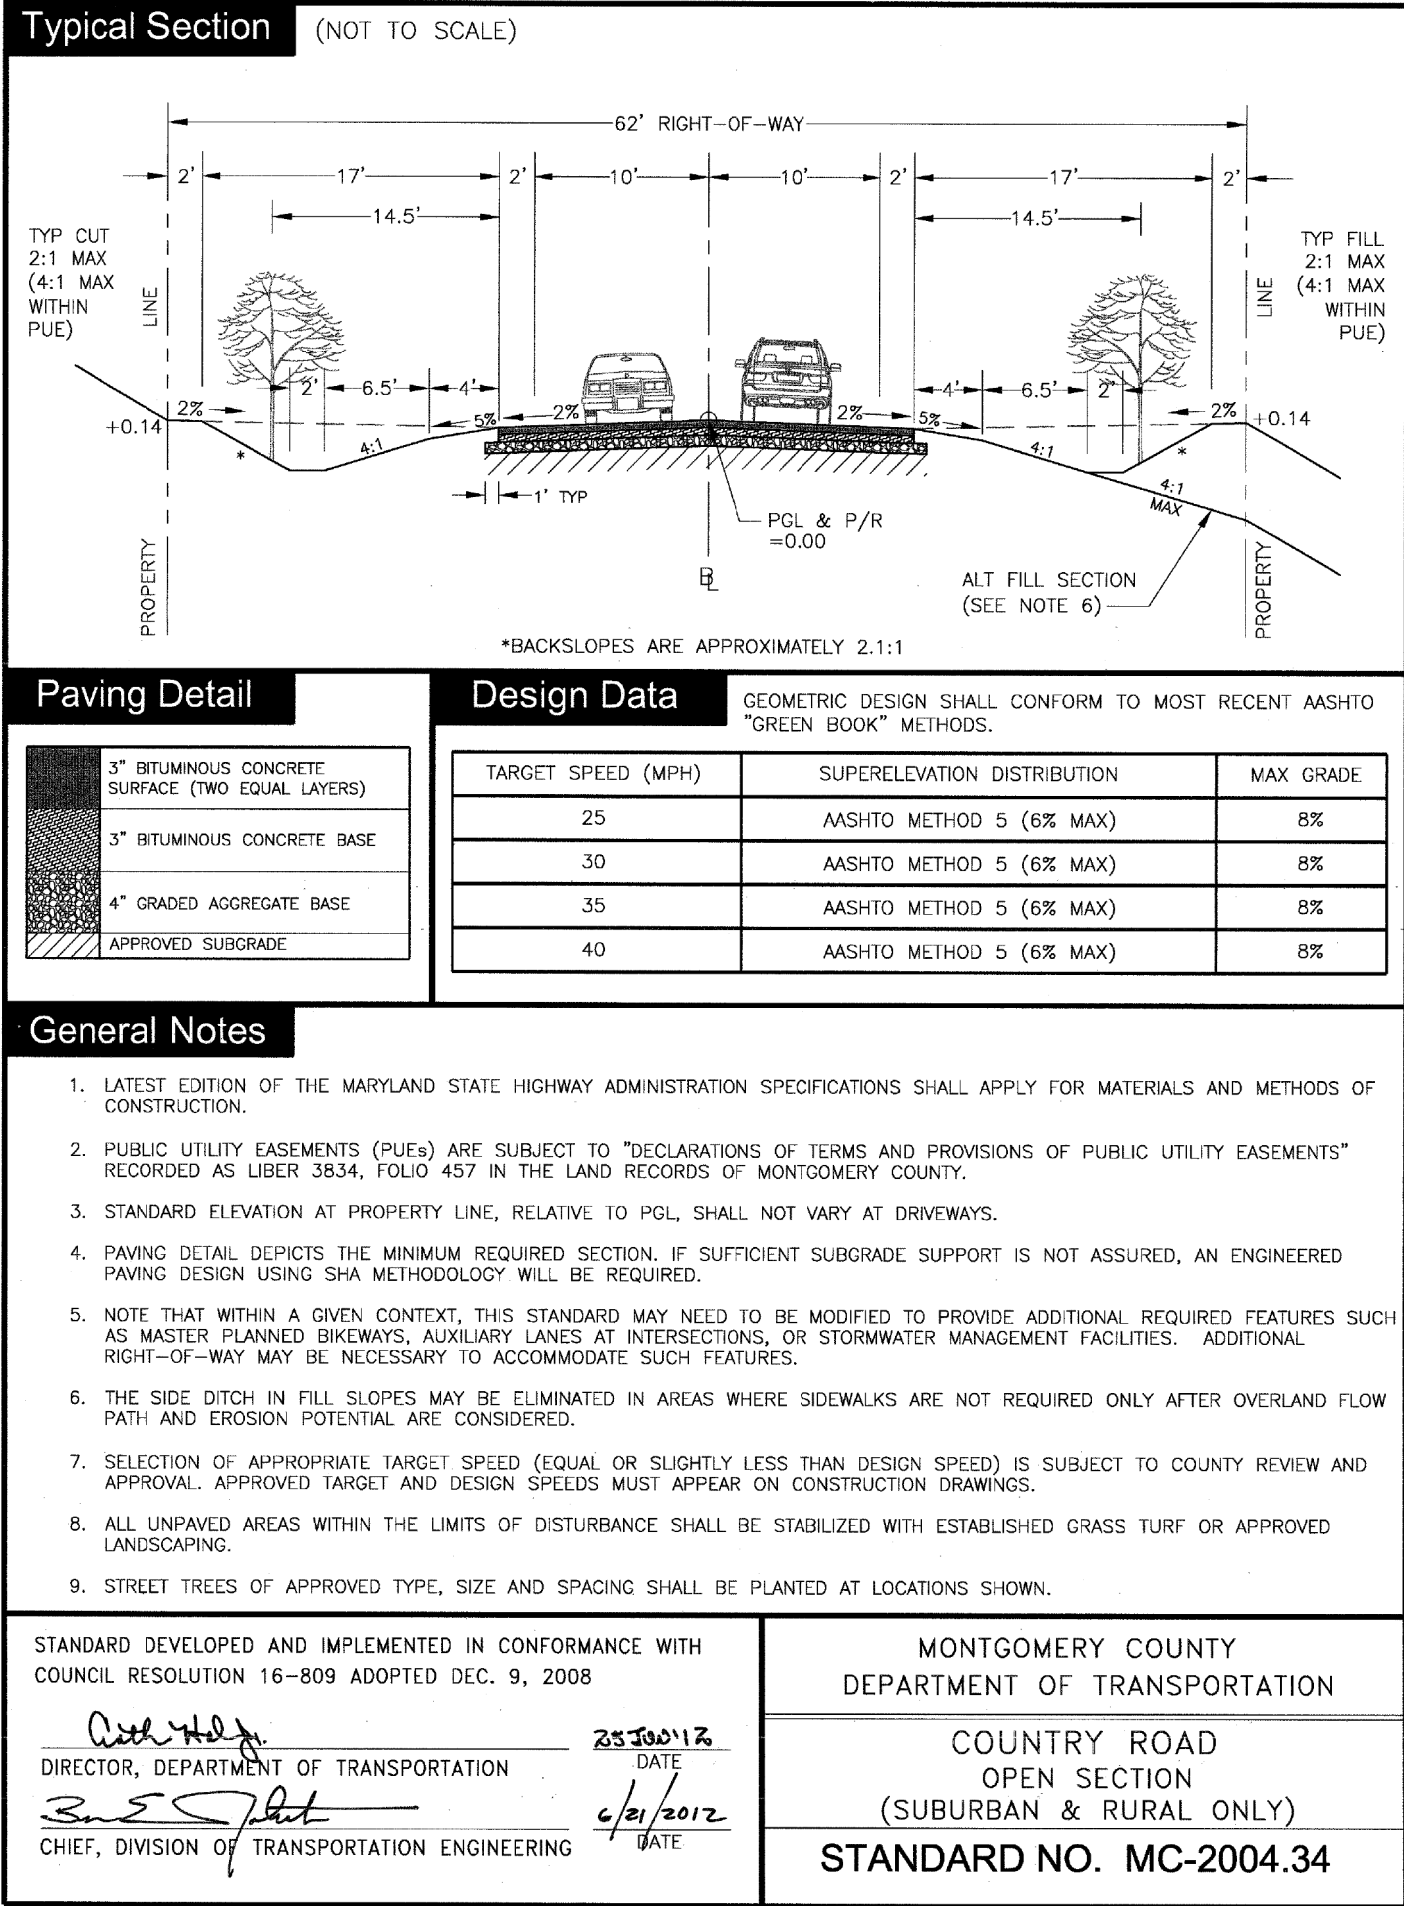 Typical Section (NOT TO SCALE)
62' RIGHT-OF-WAY
2' 17' 2' 10' 10' 2' 17' 2'
14.5' 14.5'
TYP CUT
2:1 MAX
(4:1 MAX
WITHIN
PUE)
LINE
TYP FILL
2:1 MAX
(4:1 MAX
WITHIN
PUE)
LINE
2' 6.5' 4' 4' 6.5' 2'
2% 5% 2% 2% 5% 2%
+0.14 +0.14
* 4:1 4:1 *
4:1
MAX
1' TYP
PGL & P/R
=0.00
PROPERTY
PROPERTY
BL
ALT FILL SECTION
(SEE NOTE 6)
*BACKSLOPES ARE APPROXIMATELY 2.1:1
Paving Detail
3" BITUMINOUS CONCRETE
SURFACE (TWO EQUAL LAYERS)
3" BITUMINOUS CONCRETE BASE
4" GRADED AGGREGATE BASE
APPROVED SUBGRADE
Design Data
GEOMETRIC DESIGN SHALL CONFORM TO MOST RECENT AASHTO
"GREEN BOOK" METHODS.
TARGET SPEED (MPH) SUPERELEVATION DISTRIBUTION MAX GRADE
25 AASHTO METHOD 5 (6% MAX) 8%
30 AASHTO METHOD 5 (6% MAX) 8%
35 AASHTO METHOD 5 (6% MAX) 8%
40 AASHTO METHOD 5 (6% MAX) 8%
General Notes
1. LATEST EDITION OF THE MARYLAND STATE HIGHWAY ADMINISTRATION SPECIFICATIONS SHALL APPLY FOR MATERIALS AND METHODS OF
CONSTRUCTION.
2. PUBLIC UTILITY EASEMENTS (PUEs) ARE SUBJECT TO "DECLARATIONS OF TERMS AND PROVISIONS OF PUBLIC UTILITY EASEMENTS"
RECORDED AS LIBER 3834, FOLIO 457 IN THE LAND RECORDS OF MONTGOMERY COUNTY.
3. STANDARD ELEVATION AT PROPERTY LINE, RELATIVE TO PGL, SHALL NOT VARY AT DRIVEWAYS.
4. PAVING DETAIL DEPICTS THE MINIMUM REQUIRED SECTION. IF SUFFICIENT SUBGRADE SUPPORT IS NOT ASSURED, AN ENGINEERED
PAVING DESIGN USING SHA METHODOLOGY WILL BE REQUIRED.
5. NOTE THAT WITHIN A GIVEN CONTEXT, THIS STANDARD MAY NEED TO BE MODIFIED TO PROVIDE ADDITIONAL REQUIRED FEATURES SUCH
AS MASTER PLANNED BIKEWAYS, AUXILIARY LANES AT INTERSECTIONS, OR STORMWATER MANAGEMENT FACILITIES. ADDITIONAL
RIGHT-OF-WAY MAY BE NECESSARY TO ACCOMMODATE SUCH FEATURES.
6. THE SIDE DITCH IN FILL SLOPES MAY BE ELIMINATED IN AREAS WHERE SIDEWALKS ARE NOT REQUIRED ONLY AFTER OVERLAND FLOW
PATH AND EROSION POTENTIAL ARE CONSIDERED.
7. SELECTION OF APPROPRIATE TARGET SPEED (EQUAL OR SLIGHTLY LESS THAN DESIGN SPEED) IS SUBJECT TO COUNTY REVIEW AND
APPROVAL. APPROVED TARGET AND DESIGN SPEEDS MUST APPEAR ON CONSTRUCTION DRAWINGS.
8. ALL UNPAVED AREAS WITHIN THE LIMITS OF DISTURBANCE SHALL BE STABILIZED WITH ESTABLISHED GRASS TURF OR APPROVED
LANDSCAPING.
9. STREET TREES OF APPROVED TYPE, SIZE AND SPACING SHALL BE PLANTED AT LOCATIONS SHOWN.
STANDARD DEVELOPED AND IMPLEMENTED IN CONFORMANCE WITH
COUNCIL RESOLUTION 16-809 ADOPTED DEC. 9, 2008
25 JUN'12
DIRECTOR, DEPARTMENT OF TRANSPORTATION DATE
6/21/2012
CHIEF, DIVISION OF TRANSPORTATION ENGINEERING DATE
MONTGOMERY COUNTY
DEPARTMENT OF TRANSPORTATION
COUNTRY ROAD
OPEN SECTION
(SUBURBAN & RURAL ONLY)
STANDARD NO. MC-2004.34